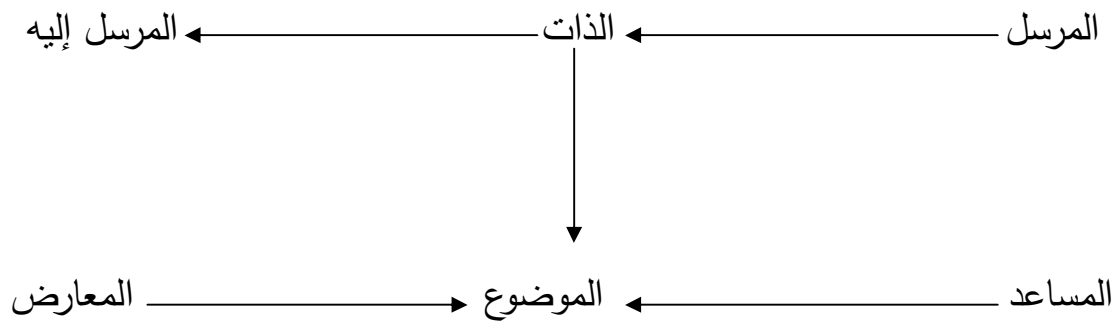 المرسل الذات المرسل إليه
المساعد الموضوع المعارض